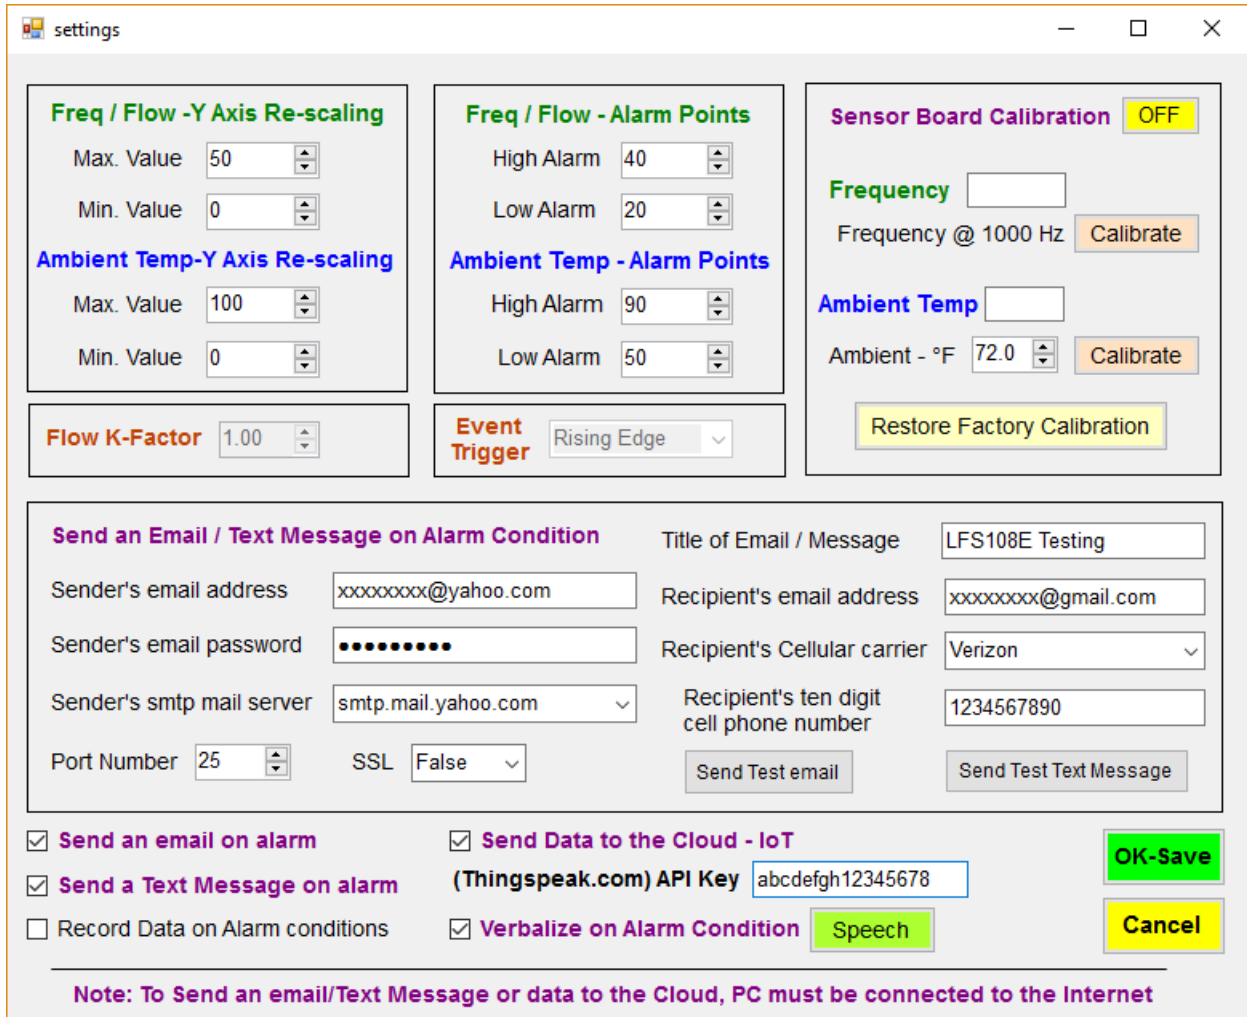 settings
Freq / Flow -Y Axis Re-scaling
Max. Value 50
Min. Value 0
Ambient Temp-Y Axis Re-scaling
Max. Value 100
Min. Value 0
Freq / Flow - Alarm Points
High Alarm 40
Low Alarm 20
Ambient Temp - Alarm Points
High Alarm 90
Low Alarm 50
Sensor Board Calibration OFF
Frequency
Frequency @ 1000 Hz Calibrate
Ambient Temp
Ambient - °F 72.0 Calibrate
Restore Factory Calibration
Flow K-Factor 1.00
Event
Trigger
Rising Edge
Send an Email / Text Message on Alarm Condition
Sender's email address xxxxxxxx@yahoo.com
Sender's email password ●●●●●●●●●
Sender's smtp mail server smtp.mail.yahoo.com
Port Number 25 SSL False
Title of Email / Message LFS108E Testing
Recipient's email address xxxxxxxx@gmail.com
Recipient's Cellular carrier Verizon
Recipient's ten digit
cell phone number
1234567890
Send Test email Send Test Text Message
Send an email on alarm
Send a Text Message on alarm
Record Data on Alarm conditions
Send Data to the Cloud - IoT
(Thingspeak.com) API Key abcdefgh12345678
Verbalize on Alarm Condition Speech
OK-Save
Cancel
Note: To Send an email/Text Message or data to the Cloud, PC must be connected to the Internet